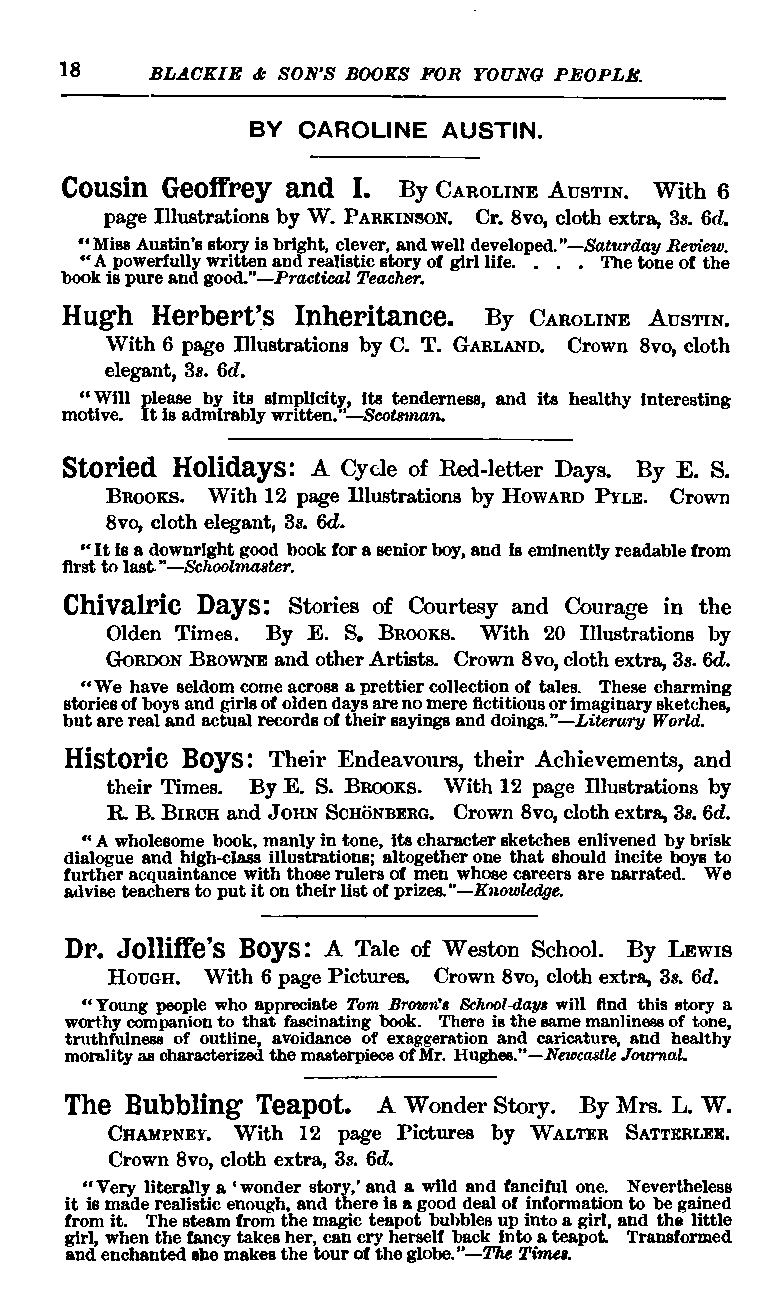 18 BLACKIE & SON'S BOOKS FOR YOUNG PEOPLE.
BY CAROLINE AUSTIN.
Cousin Geoffrey and I. By CAROLINE AUSTIN. With 6
page Illustrations by W. PARKINSON. Cr. 8vo, cloth extra, 3s. 6d.
"Miss Austin's story is bright, clever, and well developed."—Saturday Review.
"A powerfully written and realistic story of girl life. . . . The tone of the
book is pure and good."—Practical Teacher.
Hugh Herbert's Inheritance. By CAROLINE AUSTIN.
With 6 page Illustrations by C. T. GARLAND. Crown 8vo, cloth
elegant, 3s. 6d.
"Will please by its simplicity, its tenderness, and its healthy interesting
motive. It is admirably written."—Scotsman.
Storied Holidays: A Cycle of Red-letter Days. By E. S.
BROOKS. With 12 page Illustrations by HOWARD PYLE. Crown
8vo, cloth elegant, 3s. 6d.
"It is a downright good book for a senior boy, and is eminently readable from
first to last."—Schoolmaster.
Chivalric Days: Stories of Courtesy and Courage in the
Olden Times. By E. S. BROOKS. With 20 Illustrations by
GORDON BROWNE and other Artists. Crown 8vo, cloth extra, 3s. 6d.
"We have seldom come across a prettier collection of tales. These charming
stories of boys and girls of olden days are no mere fictitious or imaginary sketches,
but are real and actual records of their sayings and doings."—Literary World.
Historic Boys: Their Endeavours, their Achievements, and
their Times. By E. S. BROOKS. With 12 page Illustrations by
R. B. BIRCH and JOHN SCHÖNBERG. Crown 8vo, cloth extra, 3s. 6d.
"A wholesome book, manly in tone, its character sketches enlivened by brisk
dialogue and high-class illustrations; altogether one that should incite boys to
further acquaintance with those rulers of men whose careers are narrated. We
advise teachers to put it on their list of prizes."—Knowledge.
Dr. Jolliffe's Boys: A Tale of Weston School. By LEWIS
HOUGH. With 6 page Pictures. Crown 8vo, cloth extra, 3s. 6d.
"Young people who appreciate Tom Brown's School-days will find this story a
worthy companion to that fascinating book. There is the same manliness of tone,
truthfulness of outline, avoidance of exaggeration and caricature, and healthy
morality as characterized the masterpiece of Mr. Hughes."—Newcastle Journal.
The Bubbling Teapot. A Wonder Story. By Mrs. L. W.
CHAMPNEY. With 12 page Pictures by WALTER SATTERLEE.
Crown 8vo, cloth extra, 3s. 6d.
"Very literally a 'wonder story,' and a wild and fanciful one. Nevertheless
it is made realistic enough, and there is a good deal of information to be gained
from it. The steam from the magic teapot bubbles up into a girl, and the little
girl, when the fancy takes her, can cry herself back into a teapot. Transformed
and enchanted she makes the tour of the globe."—The Times.